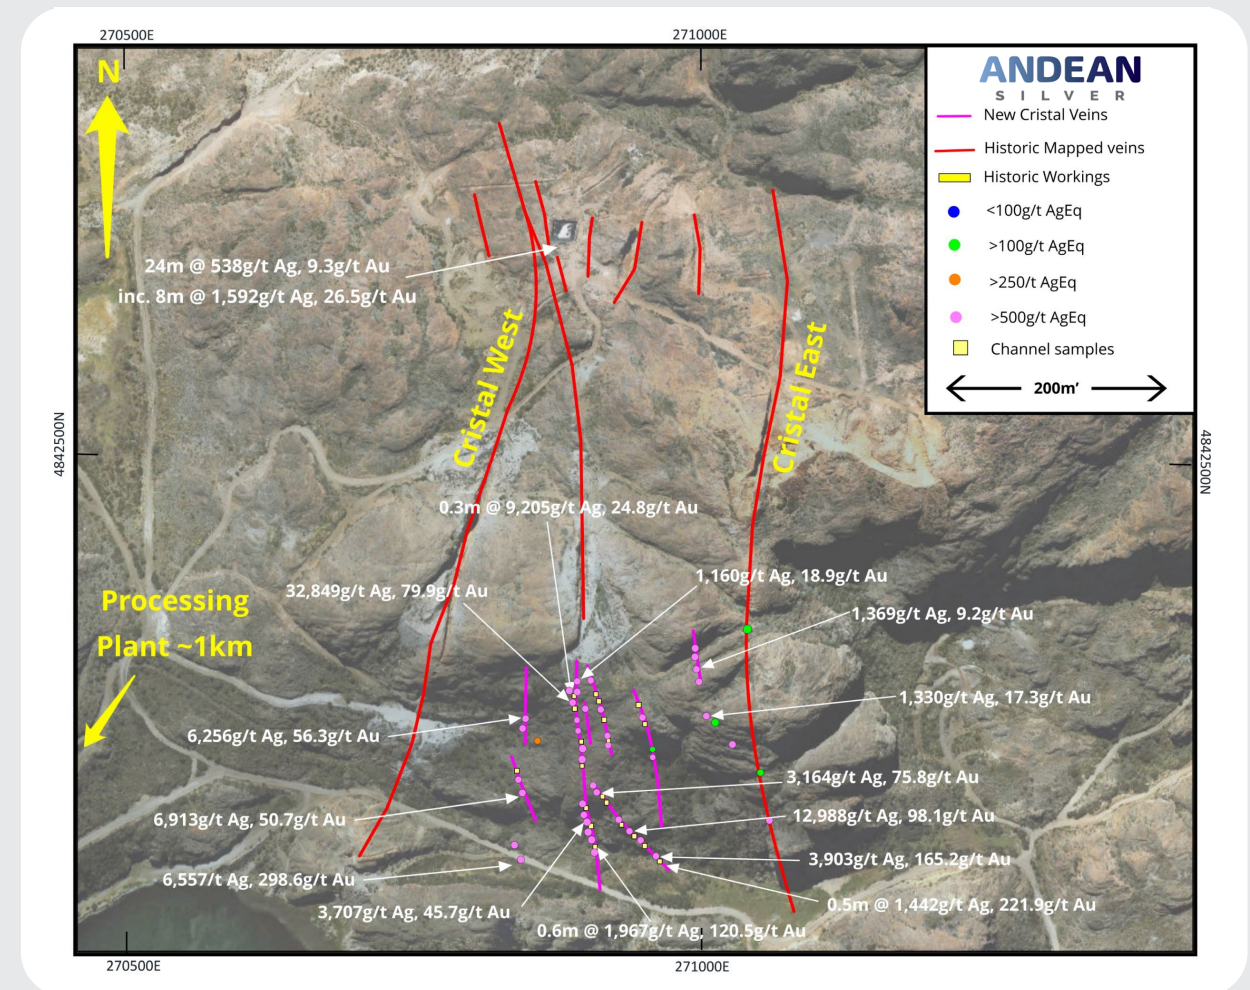 270500E
271000E
N
ANDEAN
SILVER
New Cristal Veins
Historic Mapped veins
Historic Workings
<100g/t AgEq
>100g/t AgEq
>250/t AgEq
>500g/t AgEq
Channel samples
200m'
24m @ 538g/t Ag, 9.3g/t Au
inc. 8m @ 1,592g/t Ag, 26.5g/t Au
Cristal West
Cristal East
4842500N
4842500N
0.3m @ 9,205g/t Ag, 24.8g/t Au
1,160g/t Ag, 18.9g/t Au
32,849g/t Ag, 79.9g/t Au
1,369g/t Ag, 9.2g/t Au
Processing
Plant ~1km
1,330g/t Ag, 17.3g/t Au
6,256g/t Ag, 56.3g/t Au
3,164g/t Ag, 75.8g/t Au
12,988g/t Ag, 98.1g/t Au
6,913g/t Ag, 50.7g/t Au
3,903g/t Ag, 165.2g/t Au
6,557/t Ag, 298.6g/t Au
0.5m @ 1,442g/t Ag, 221.9g/t Au
3,707g/t Ag, 45.7g/t Au
0.6m @ 1,967g/t Ag, 120.5g/t Au
270500E
271000E